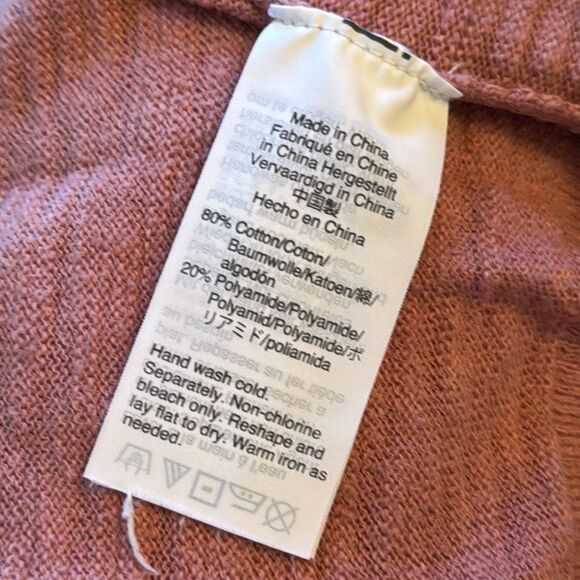 Made in China
Fabriqué en Chine
in China Hergestellt
Vervaardigd in China
中国製
Hecho en China
80% Cotton/Coton/
Baumwolle/Katoen/綿/
algodón
20% Polyamide/Polyamide/
Polyamid/Polyamide/ポ
リアミド/poliamida
Hand wash cold.
Separately. Non-chlorine
bleach only. Reshape and
lay flat to dry. Warm iron as
needed.